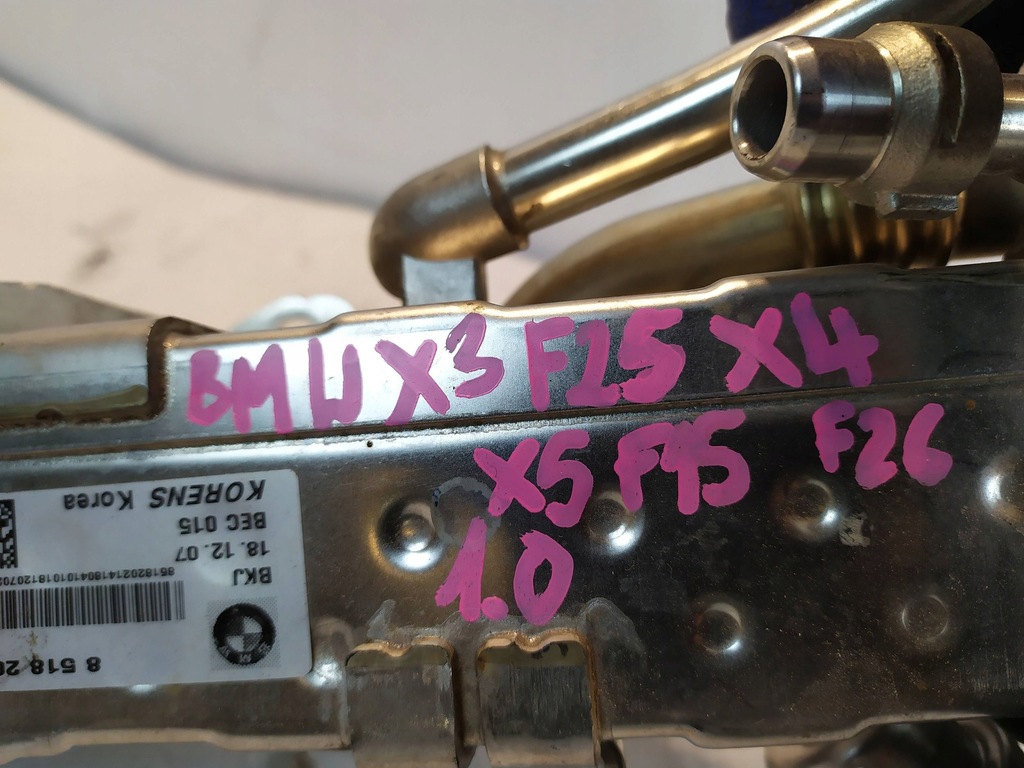 BMW X3 F25 X4
X5 F15 F26
1.0
8 518 20
BKJ
18.12.07
BEC 015
KORENS Korea